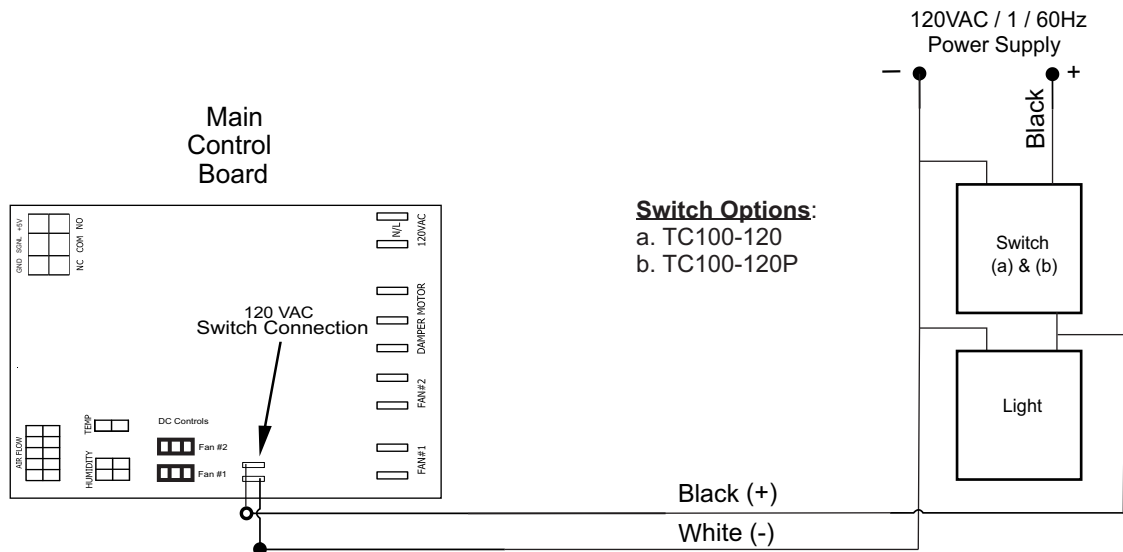 120VAC / 1 / 60Hz
Power Supply
— +
Black
Main
Control
Board
Switch Options:
a. TC100-120
b. TC100-120P
Switch
(a) & (b)
Light
GND SGNL +5V
NC COM NO
N/L
120VAC
DAMPER MOTOR
FAN#2
FAN#1
120 VAC
Switch Connection
AIR FLOW
TEMP
HUMIDITY
DC Controls
Fan #2
Fan #1
Black (+)
White (-)